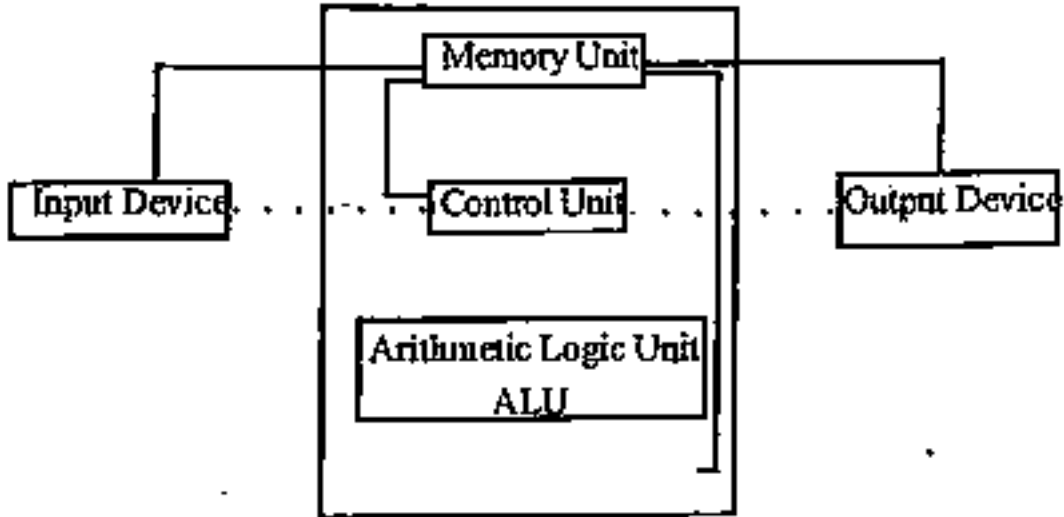 Memory Unit
Input Device
Control Unit
Output Device
Arithmetic Logic Unit
ALU